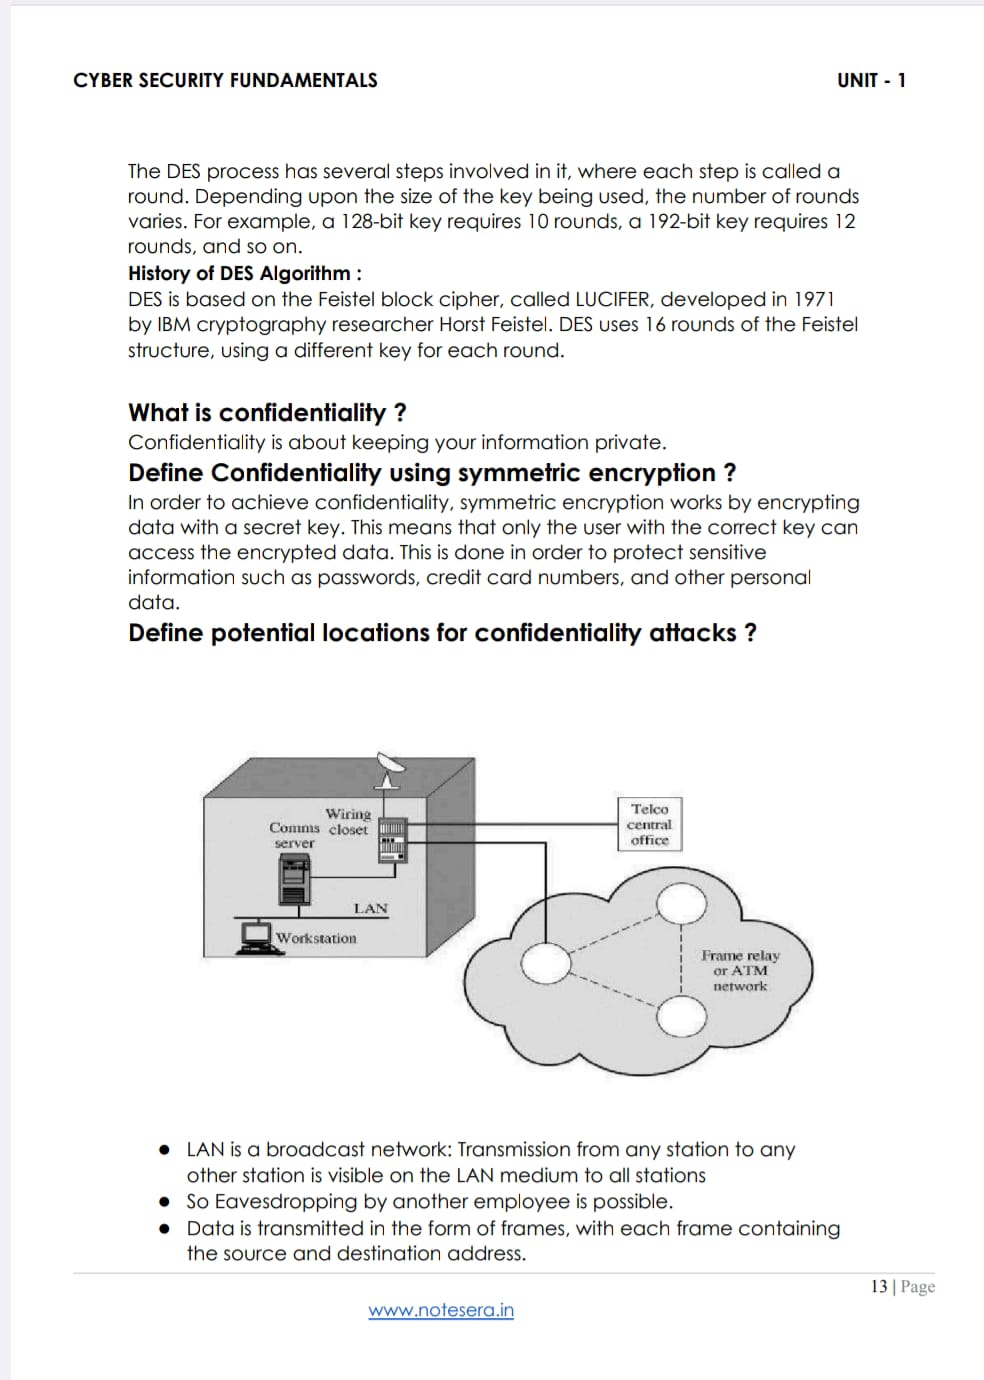 CYBER SECURITY FUNDAMENTALS UNIT - 1
The DES process has several steps involved in it, where each step is called a
round. Depending upon the size of the key being used, the number of rounds
varies. For example, a 128-bit key requires 10 rounds, a 192-bit key requires 12
rounds, and so on.
History of DES Algorithm :
DES is based on the Feistel block cipher, called LUCIFER, developed in 1971
by IBM cryptography researcher Horst Feistel. DES uses 16 rounds of the Feistel
structure, using a different key for each round.
What is confidentiality ?
Confidentiality is about keeping your information private.
Define Confidentiality using symmetric encryption ?
In order to achieve confidentiality, symmetric encryption works by encrypting
data with a secret key. This means that only the user with the correct key can
access the encrypted data. This is done in order to protect sensitive
information such as passwords, credit card numbers, and other personal
data.
Define potential locations for confidentiality attacks ?
Wiring
closet
Comms
server
LAN
Workstation
Telco
central
office
Frame relay
or ATM
network
● LAN is a broadcast network: Transmission from any station to any
other station is visible on the LAN medium to all stations
● So Eavesdropping by another employee is possible.
● Data is transmitted in the form of frames, with each frame containing
the source and destination address.
13 | Page
www.notesera.in